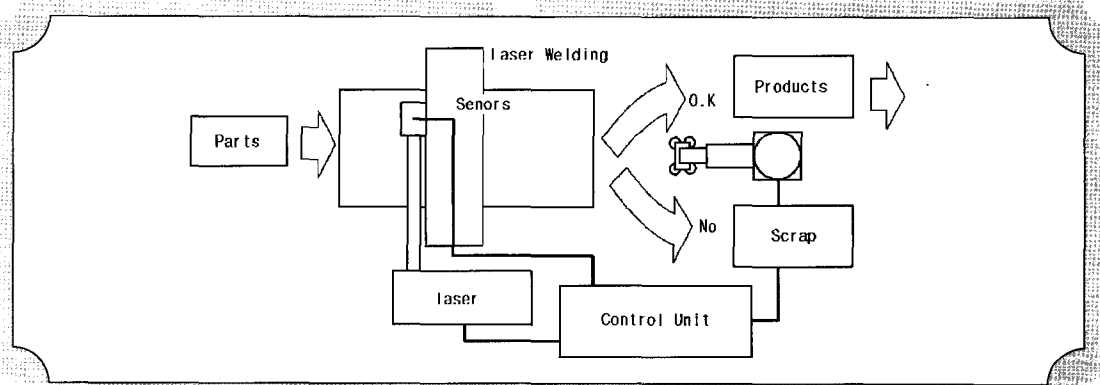 laser Welding
Senors
Parts
O.K
Products
No
Scrap
laser
Control Unit